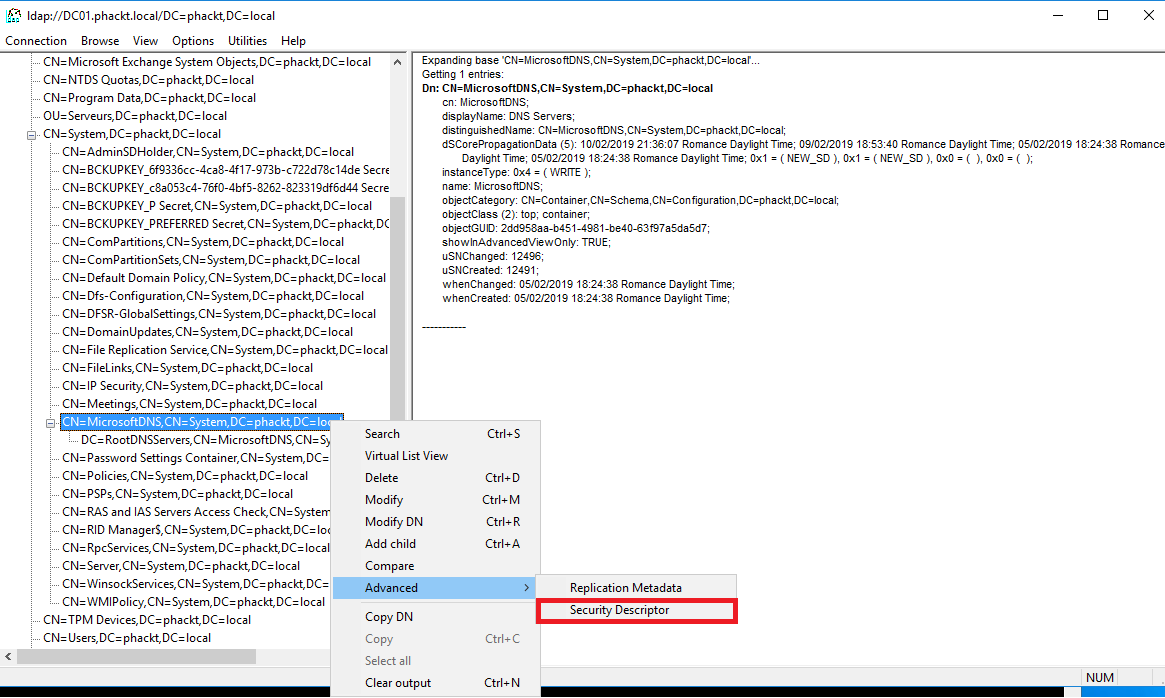 ldap://DC01.phackt.local/DC=phackt,DC=local
Connection Browse View Options Utilities Help
CN=Microsoft Exchange System Objects,DC=phackt,DC=local
CN=NTDS Quotas,DC=phackt,DC=local
CN=Program Data,DC=phackt,DC=local
OU=Serveurs,DC=phackt,DC=local
CN=System,DC=phackt,DC=local
CN=AdminSDHolder,CN=System,DC=phackt,DC=local
CN=BCKUPKEY_6f9336cc-4ca8-4f17-973b-c722d78c14de Secre
CN=BCKUPKEY_c8a053c4-76f0-4bf5-8262-823319df6d44 Secre
CN=BCKUPKEY_P Secret,CN=System,DC=phackt,DC=local
CN=BCKUPKEY_PREFERRED Secret,CN=System,DC=phackt,DC
CN=ComPartitions,CN=System,DC=phackt,DC=local
CN=ComPartitionSets,CN=System,DC=phackt,DC=local
CN=Default Domain Policy,CN=System,DC=phackt,DC=local
CN=Dfs-Configuration,CN=System,DC=phackt,DC=local
CN=DFSR-GlobalSettings,CN=System,DC=phackt,DC=local
CN=DomainUpdates,CN=System,DC=phackt,DC=local
CN=File Replication Service,CN=System,DC=phackt,DC=local
CN=FileLinks,CN=System,DC=phackt,DC=local
CN=IP Security,CN=System,DC=phackt,DC=local
CN=Meetings,CN=System,DC=phackt,DC=local
CN=MicrosoftDNS,CN=System,DC=phackt,DC=local
DC=RootDNSServers,CN=MicrosoftDNS,CN=Sy
CN=Password Settings Container,CN=System,DC=
CN=Policies,CN=System,DC=phackt,DC=local
CN=PSPs,CN=System,DC=phackt,DC=local
CN=RAS and IAS Servers Access Check,CN=System
CN=RID Manager$,CN=System,DC=phackt,DC=loc
CN=RpcServices,CN=System,DC=phackt,DC=local
CN=Server,CN=System,DC=phackt,DC=local
CN=WinsockServices,CN=System,DC=phackt,DC=
CN=WMIPolicy,CN=System,DC=phackt,DC=local
CN=TPM Devices,DC=phackt,DC=local
CN=Users,DC=phackt,DC=local
Expanding base 'CN=MicrosoftDNS,CN=System,DC=phackt,DC=local'...
Getting 1 entries:
Dn: CN=MicrosoftDNS,CN=System,DC=phackt,DC=local
cn: MicrosoftDNS;
displayName: DNS Servers;
distinguishedName: CN=MicrosoftDNS,CN=System,DC=phackt,DC=local;
dSCorePropagationData (5): 10/02/2019 21:36:07 Romance Daylight Time; 09/02/2019 18:53:40 Romance Daylight Time; 05/02/2019 18:24:38 Romance
Daylight Time; 05/02/2019 18:24:38 Romance Daylight Time; 0x1 = ( NEW_SD ), 0x1 = ( NEW_SD ), 0x0 = ( ), 0x0 = ( );
instanceType: 0x4 = ( WRITE );
name: MicrosoftDNS;
objectCategory: CN=Container,CN=Schema,CN=Configuration,DC=phackt,DC=local;
objectClass (2): top; container;
objectGUID: 2dd958aa-b451-4981-be40-63f97a5da5d7;
showInAdvancedViewOnly: TRUE;
uSNChanged: 12496;
uSNCreated: 12491;
whenChanged: 05/02/2019 18:24:38 Romance Daylight Time;
whenCreated: 05/02/2019 18:24:38 Romance Daylight Time;
-----------
Search Ctrl+S
Virtual List View
Delete Ctrl+D
Modify Ctrl+M
Modify DN Ctrl+R
Add child Ctrl+A
Compare
Advanced
Copy DN
Copy Ctrl+C
Select all
Clear output Ctrl+N
Replication Metadata
Security Descriptor
NUM